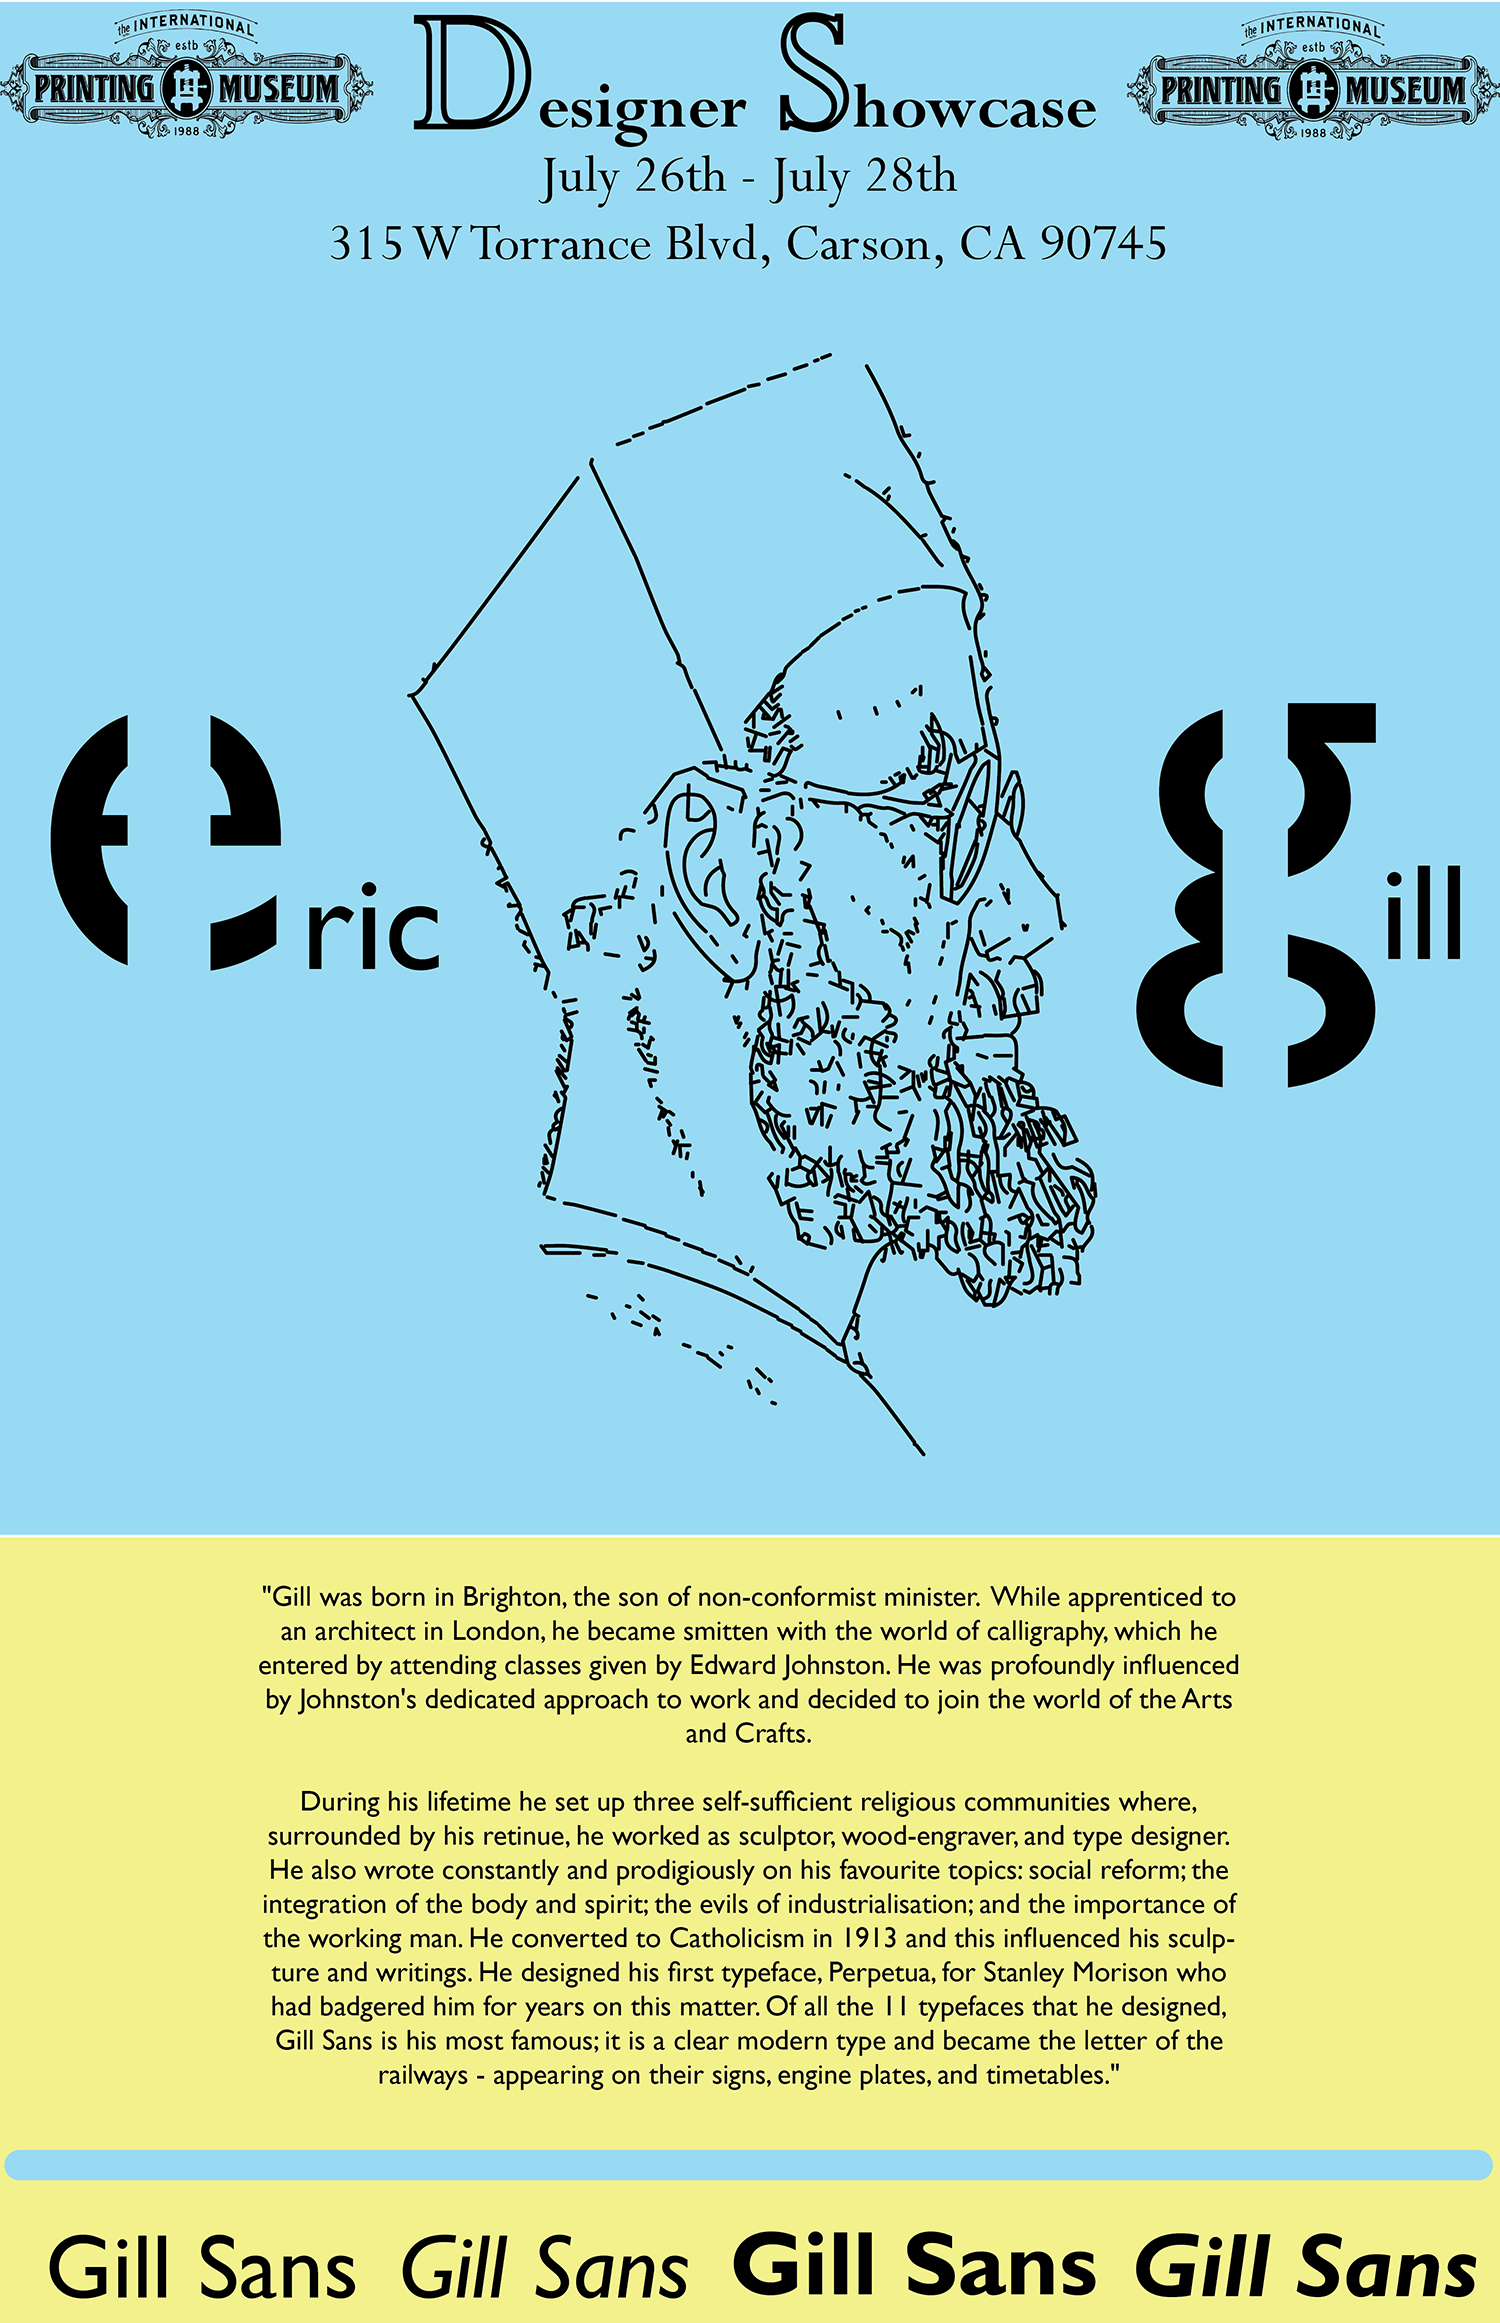 the INTERNATIONAL
estb
PRINTING MUSEUM
1988
Designer Showcase
the INTERNATIONAL
estb
PRINTING MUSEUM
1988
July 26th - July 28th
315 W Torrance Blvd, Carson, CA 90745
eric
gill
"Gill was born in Brighton, the son of non-conformist minister. While apprenticed to
an architect in London, he became smitten with the world of calligraphy, which he
entered by attending classes given by Edward Johnston. He was profoundly influenced
by Johnston's dedicated approach to work and decided to join the world of the Arts
and Crafts.
During his lifetime he set up three self-sufficient religious communities where,
surrounded by his retinue, he worked as sculptor, wood-engraver, and type designer.
He also wrote constantly and prodigiously on his favourite topics: social reform; the
integration of the body and spirit; the evils of industrialisation; and the importance of
the working man. He converted to Catholicism in 1913 and this influenced his sculp-
ture and writings. He designed his first typeface, Perpetua, for Stanley Morison who
had badgered him for years on this matter. Of all the 11 typefaces that he designed,
Gill Sans is his most famous; it is a clear modern type and became the letter of the
railways - appearing on their signs, engine plates, and timetables."
Gill Sans Gill Sans Gill Sans Gill Sans